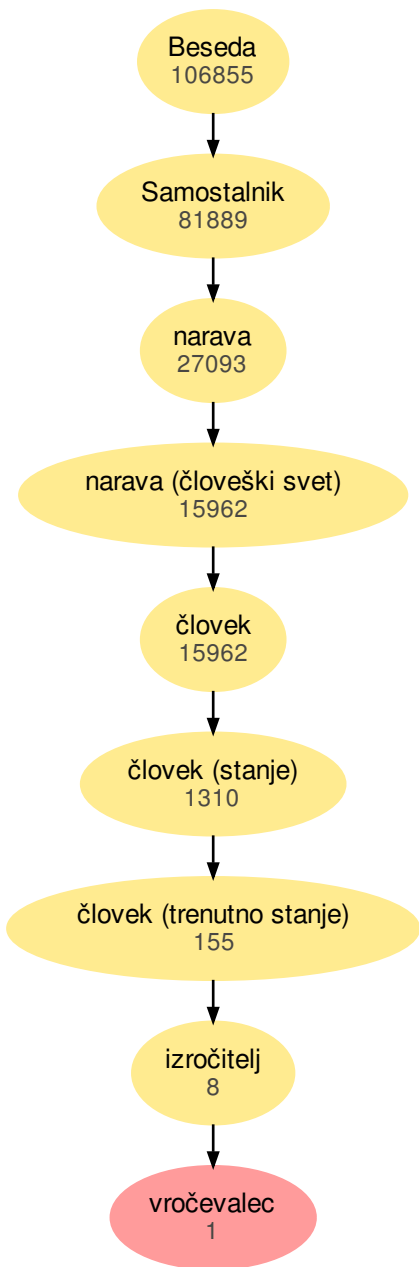 Beseda
106855
Samostalnik
81889
narava
27093
narava (človeški svet)
15962
človek
15962
človek (stanje)
1310
človek (trenutno stanje)
155
izročitelj
8
vročevalec
1